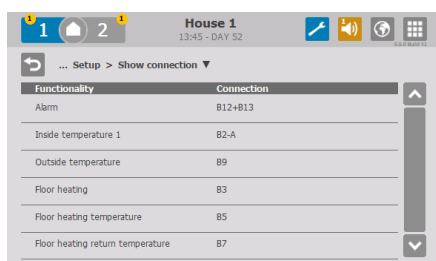 1
1
1
2
House 1
13:45 - DAY 52
1
... Setup > Show connection ▼
Functionality Connection
Alarm B12+B13
Inside temperature 1 B2-A
Outside temperature B9
Floor heating B3
Floor heating temperature B5
Floor heating return temperature B7